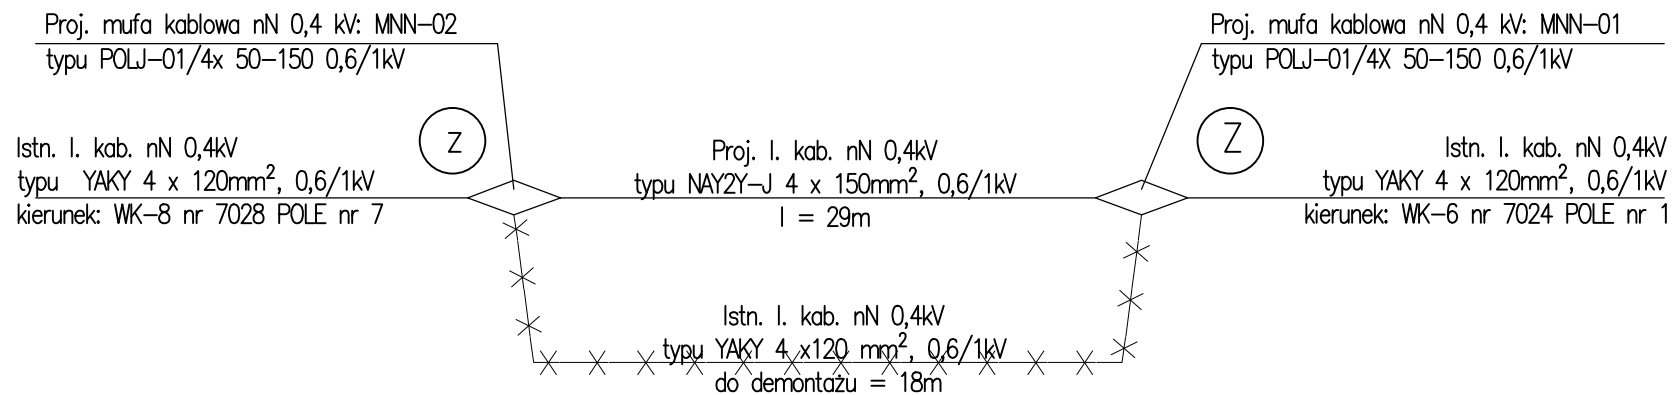 Proj. mufa kablowa nN 0,4 kV: MNN-02
typu POLJ-01/4x 50-150 0,6/1kV
Proj. mufa kablowa nN 0,4 kV: MNN-01
typu POLJ-01/4X 50-150 0,6/1kV
Z
Z
Istn. l. kab. nN 0,4kV
typu YAKY 4 x 120mm², 0,6/1kV
kierunek: WK-8 nr 7028 POLE nr 7
Proj. l. kab. nN 0,4kV
typu NAY2Y-J 4 x 150mm², 0,6/1kV
l = 29m
Istn. l. kab. nN 0,4kV
typu YAKY 4 x 120mm², 0,6/1kV
kierunek: WK-6 nr 7024 POLE nr 1
Istn. l. kab. nN 0,4kV
typu YAKY 4 x120 mm², 0,6/1kV
do demontażu = 18m